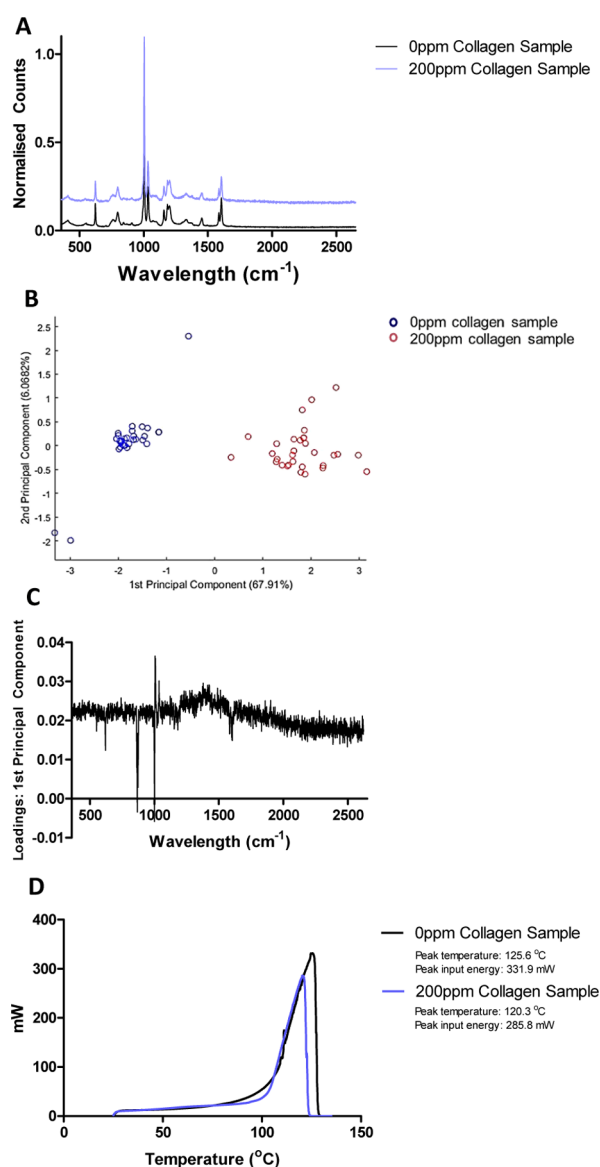 A
0ppm Collagen Sample
200ppm Collagen Sample
Normalised Counts
1.0
0.5
0.0
500 1000 1500 2000 2500
Wavelength (cm-1)
B
0ppm collagen sample
200ppm collagen sample
2nd Principal Component (6.0682%)
2.5
2
1.5
1
0.5
0
-0.5
-1
-1.5
-2
-3 -2 -1 0 1 2 3
1st Principal Component (67.91%)
C
Loadings: 1st Principal Component
0.04
0.03
0.02
0.01
0.00
-0.01
500 1000 1500 2000 2500
Wavelength (cm-1)
D
0ppm Collagen Sample
Peak temperature: 125.6 °C
Peak input energy: 331.9 mW
200ppm Collagen Sample
Peak temperature: 120.3 °C
Peak input energy: 285.8 mW
mW
400
300
200
100
0
0 50 100 150
Temperature (°C)